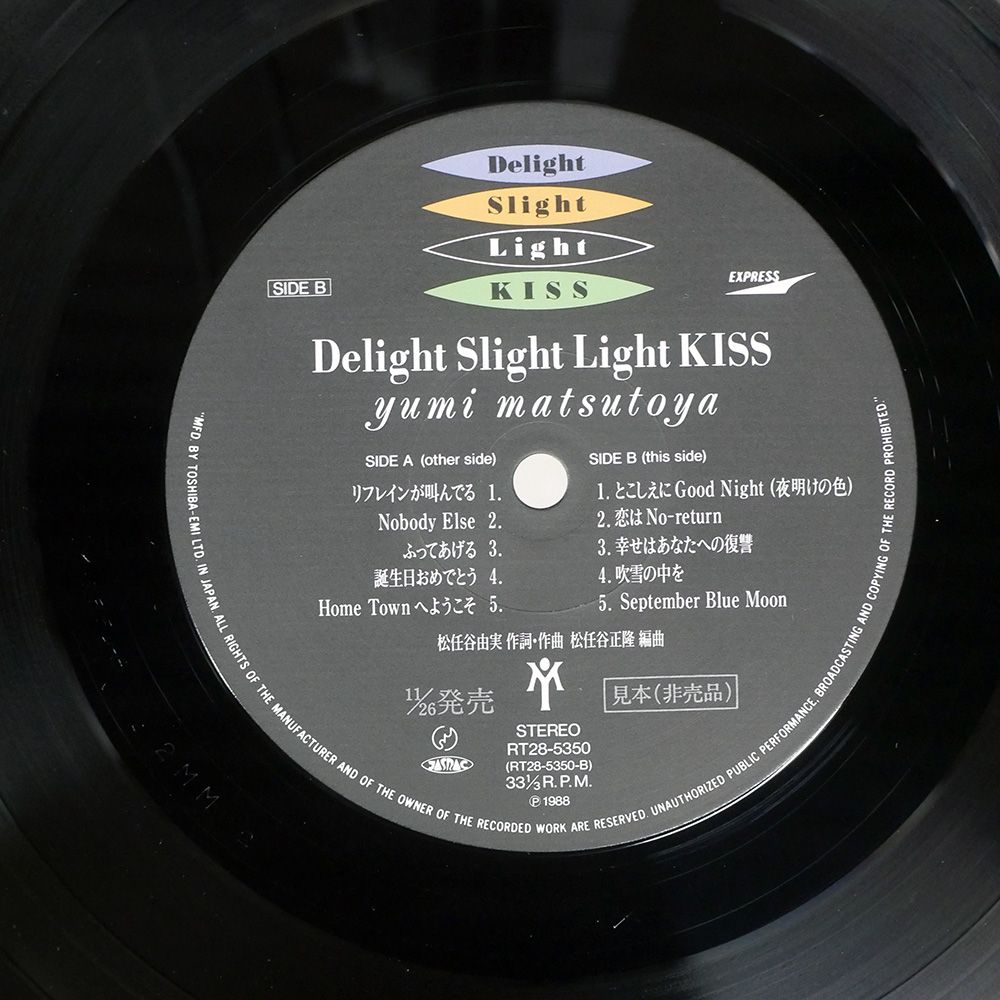 Delight
Slight
Light
KISS
SIDE B
EXPRESS
Delight Slight Light KISS
yumi matsutoya
SIDE A (other side)
リフレインが叫んでる 1.
Nobody Else 2.
ふってあげる 3.
誕生日おめでとう 4.
Home Townへようこそ 5.
SIDE B (this side)
1. とこしえにGood Night (夜明けの色)
2. 恋はNo-return
3. 幸せはあなたへの復讐
4. 吹雪の中を
5. September Blue Moon
松任谷由実 作詞・作曲 松任谷正隆 編曲
11/26発売
見本(非売品)
JASRAC
STEREO
RT28-5350
(RT28-5350-B)
33⅓R.P.M.
℗1988
"MFD. BY TOSHIBA-EMI LTD IN JAPAN. ALL RIGHTS OF THE MANUFACTURER AND OF THE OWNER OF THE RECORDED WORK ARE RESERVED. UNAUTHORIZED PUBLIC PERFORMANCE, BROADCASTING AND COPYING OF THE RECORD PROHIBITED."